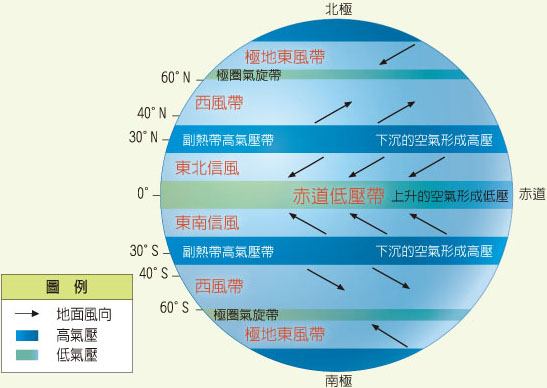 北極
極地東風帶
60°N
極圈氣旋帶
西風帶
40°N
30°N
副熱帶高氣壓帶
下沉的空氣形成高壓
東北信風
0°
赤道低壓帶
上升的空氣形成低壓
赤道
東南信風
30°S
副熱帶高氣壓帶
下沉的空氣形成高壓
40°S
西風帶
60°S
極圈氣旋帶
極地東風帶
南極
圖 例
地面風向
高氣壓
低氣壓